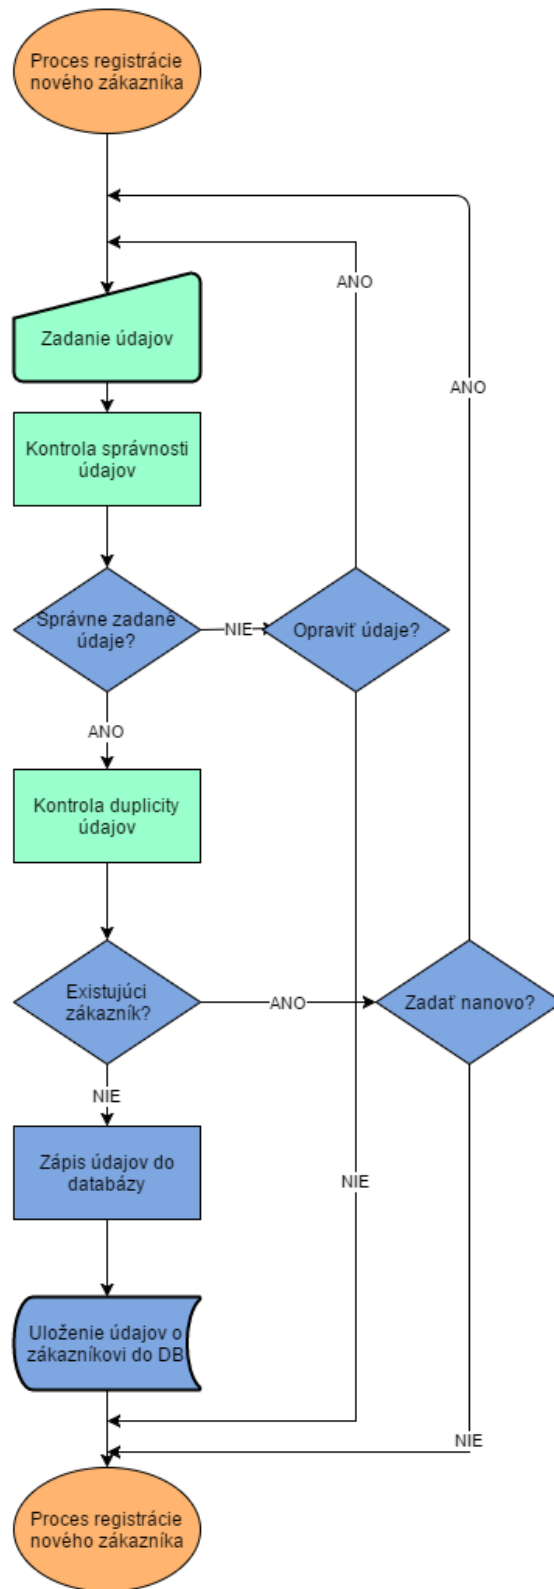 Proces registrácie
nového zákazníka
ANO
Zadanie údajov
ANO
Kontrola správnosti
údajov
Správne zadané
údaje?
NIE
Opraviť údaje?
ANO
Kontrola duplicity
údajov
Existujúci
zákazník?
ANO
Zadať nanovo?
NIE
Zápis údajov do
databázy
NIE
Uloženie údajov o
zákazníkovi do DB
NIE
Proces registrácie
nového zákazníka